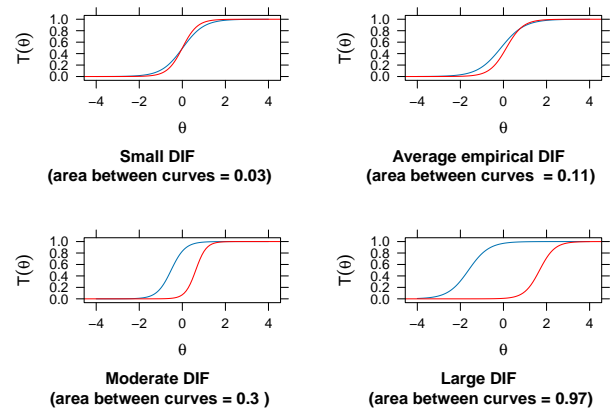 T(θ)
1.0
0.8
0.6
0.4
0.2
0.0
−4 −2 0 2 4
θ
Small DIF
(area between curves = 0.03)
T(θ)
1.0
0.8
0.6
0.4
0.2
0.0
−4 −2 0 2 4
θ
Average empirical DIF
(area between curves  = 0.11)
T(θ)
1.0
0.8
0.6
0.4
0.2
0.0
−4 −2 0 2 4
θ
Moderate DIF
(area between curves = 0.3 )
T(θ)
1.0
0.8
0.6
0.4
0.2
0.0
−4 −2 0 2 4
θ
Large DIF
(area between curves = 0.97)